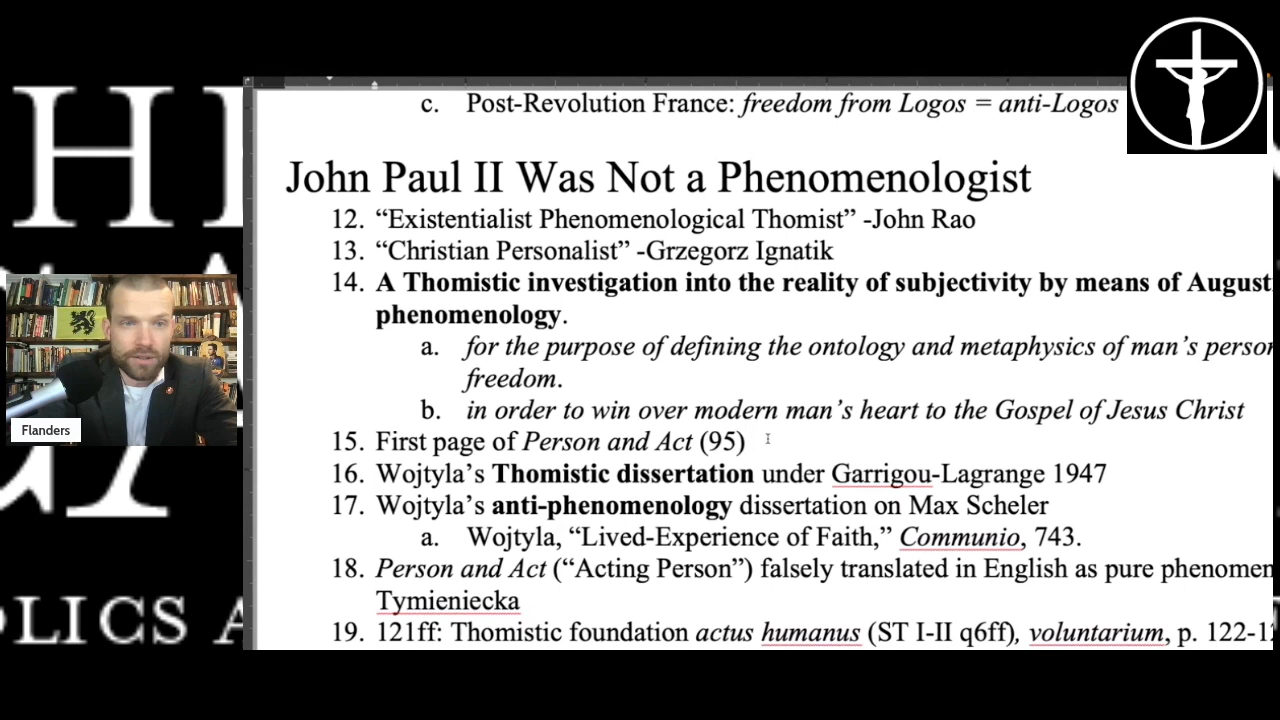 c. Post-Revolution France: freedom from Logos = anti-Logos
John Paul II Was Not a Phenomenologist
12. “Existentialist Phenomenological Thomist” -John Rao
13. “Christian Personalist” -Grzegorz Ignatik
14. A Thomistic investigation into the reality of subjectivity by means of August
phenomenology.
a. for the purpose of defining the ontology and metaphysics of man’s person
freedom.
b. in order to win over modern man’s heart to the Gospel of Jesus Christ
15. First page of Person and Act (95)
16. Wojtyla’s Thomistic dissertation under Garrigou-Lagrange 1947
17. Wojtyla’s anti-phenomenology dissertation on Max Scheler
a. Wojtyla, “Lived-Experience of Faith,” Communio, 743.
18. Person and Act (“Acting Person”) falsely translated in English as pure phenomen
Tymieniecka
19. 121ff: Thomistic foundation actus humanus (ST I-II q6ff), voluntarium, p. 122-12
Flanders
OLICS A